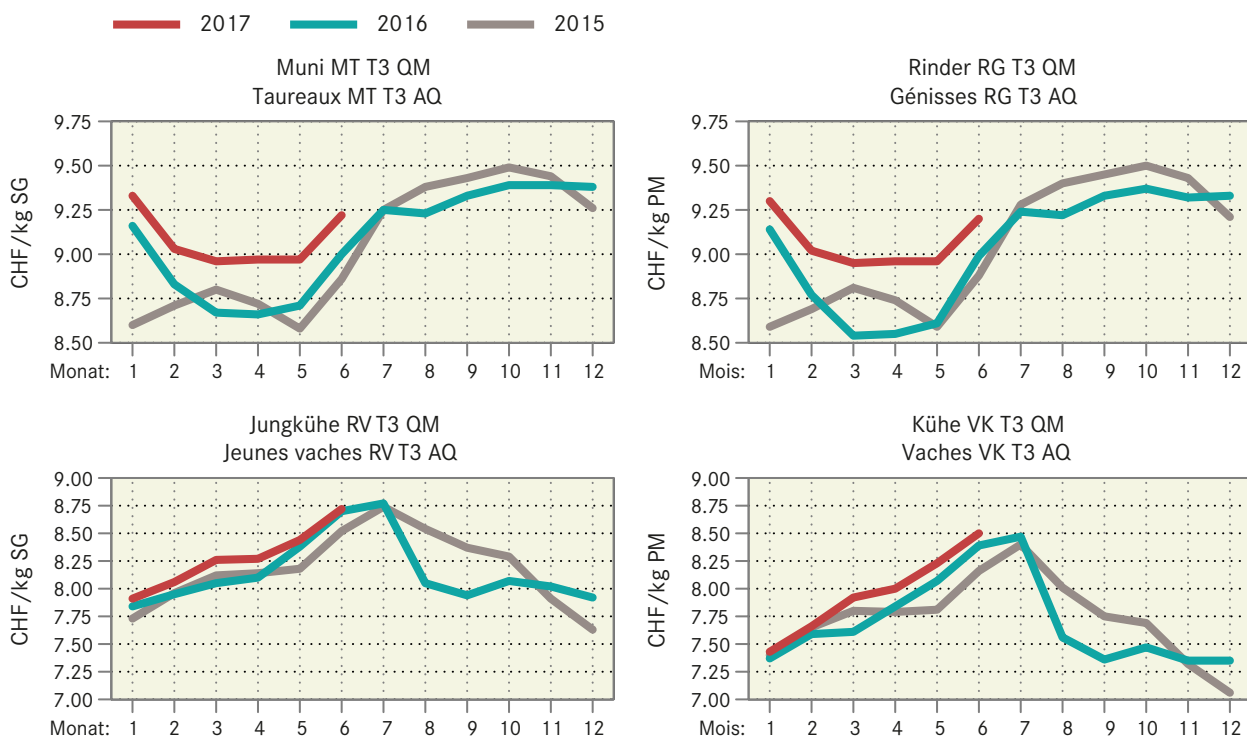 2017 2016 2015
Muni MT T3 QM
Taureaux MT T3 AQ
CHF/kg SG
9.75
9.50
9.25
9.00
8.75
8.50
Monat: 1 2 3 4 5 6 7 8 9 10 11 12
Rinder RG T3 QM
Génisses RG T3 AQ
CHF/kg PM
9.75
9.50
9.25
9.00
8.75
8.50
Mois: 1 2 3 4 5 6 7 8 9 10 11 12
Jungkühe RV T3 QM
Jeunes vaches RV T3 AQ
CHF/kg SG
9.00
8.75
8.50
8.25
8.00
7.75
7.50
7.25
7.00
Monat: 1 2 3 4 5 6 7 8 9 10 11 12
Kühe VK T3 QM
Vaches VK T3 AQ
CHF/kg PM
9.00
8.75
8.50
8.25
8.00
7.75
7.50
7.25
7.00
Mois: 1 2 3 4 5 6 7 8 9 10 11 12